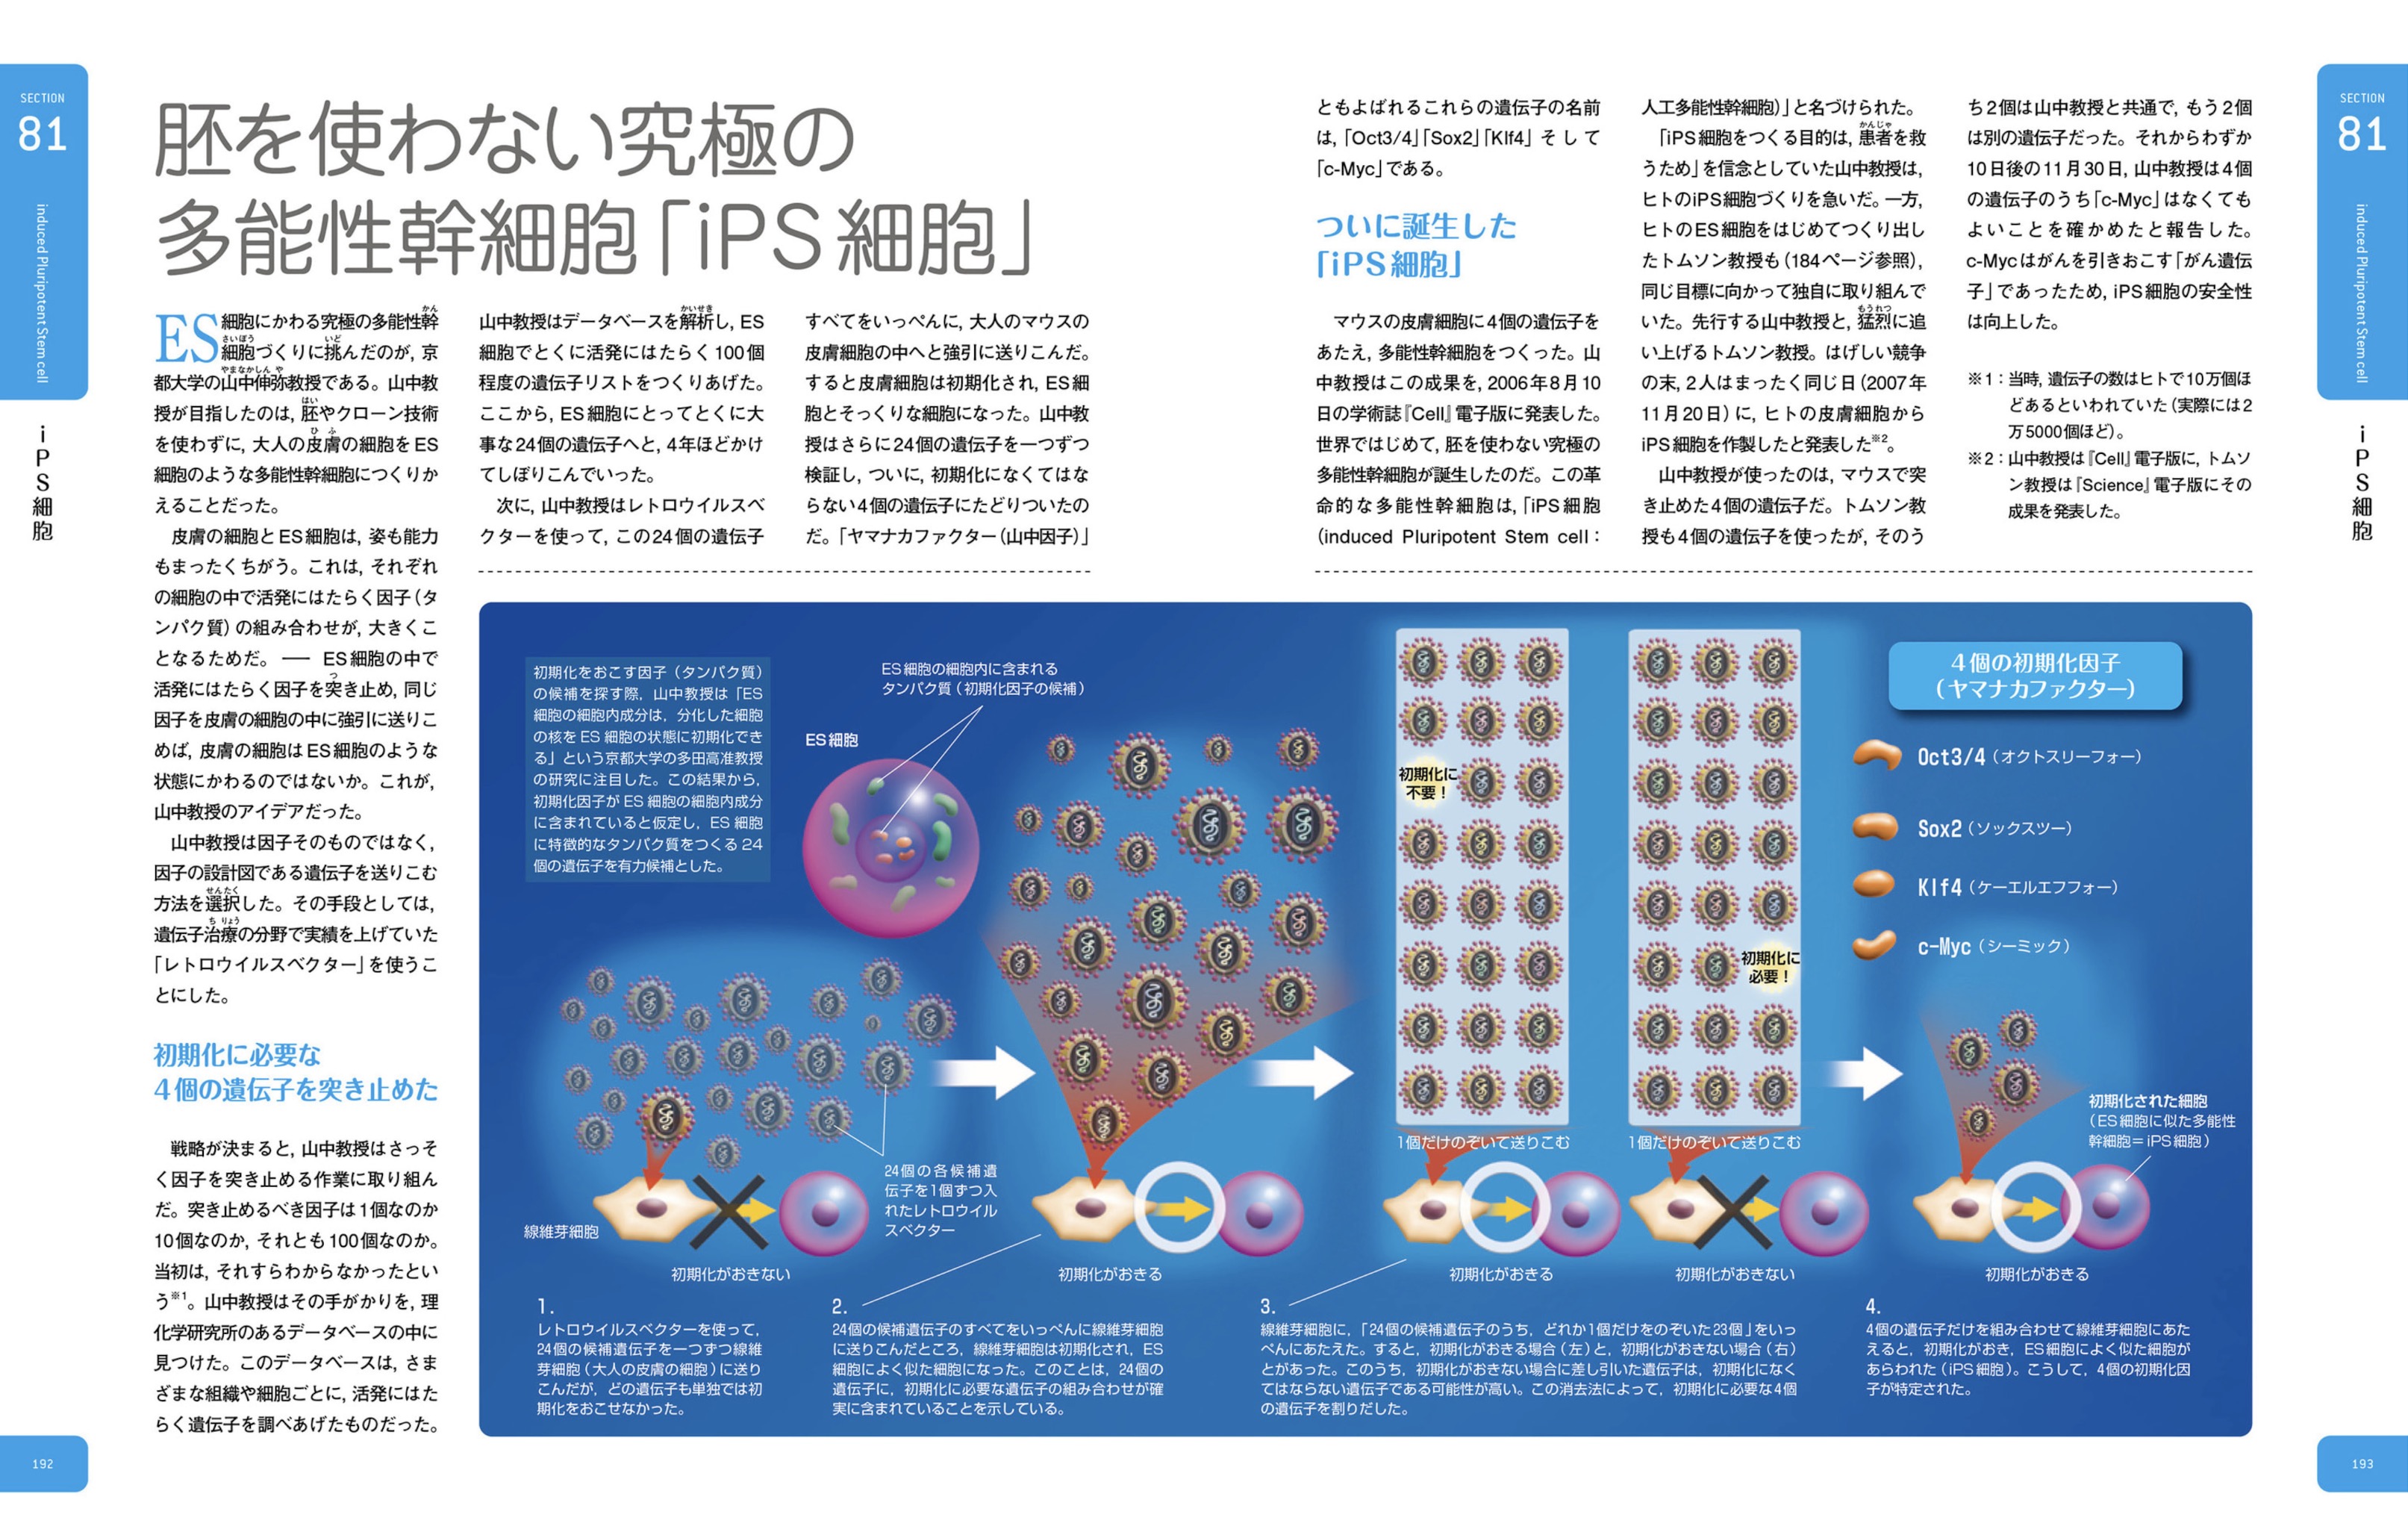 SECTION
81
induced Pluripotent Stem cell
iPS細胞
胚を使わない究極の
多能性幹細胞「iPS細胞」
ES細胞にかわる究極の多能性幹
細胞づくりに挑んだのが, 京
都大学の山中伸弥教授である。山中教
授が目指したのは, 胚やクローン技術
を使わずに, 大人の皮膚の細胞をES
細胞のような多能性幹細胞につくりか
えることだった。
皮膚の細胞とES細胞は, 姿も能力
もまったくちがう。これは, それぞれ
の細胞の中で活発にはたらく因子(タ
ンパク質)の組み合わせが, 大きくこ
となるためだ。── ES細胞の中で
活発にはたらく因子を突き止め, 同じ
因子を皮膚の細胞の中に強引に送りこ
めば, 皮膚の細胞はES細胞のような
状態にかわるのではないか。これが,
山中教授のアイデアだった。
山中教授は因子そのものではなく,
因子の設計図である遺伝子を送りこむ
方法を選択した。その手段としては,
遺伝子治療の分野で実績を上げていた
「レトロウイルスベクター」を使うこ
とにした。
初期化に必要な
4個の遺伝子を突き止めた
戦略が決まると, 山中教授はさっそ
く因子を突き止める作業に取り組ん
だ。突き止めるべき因子は1個なのか
10個なのか, それとも100個なのか。
当初は, それすらわからなかったとい
う※1。山中教授はその手がかりを, 理
化学研究所のあるデータベースの中に
見つけた。このデータベースは, さま
ざまな組織や細胞ごとに, 活発にはた
らく遺伝子を調べあげたものだった。
山中教授はデータベースを解析し, ES
細胞でとくに活発にはたらく100個
程度の遺伝子リストをつくりあげた。
ここから, ES細胞にとってとくに大
事な24個の遺伝子へと, 4年ほどかけ
てしぼりこんでいった。
次に, 山中教授はレトロウイルスベ
クターを使って, この24個の遺伝子
すべてをいっぺんに, 大人のマウスの
皮膚細胞の中へと強引に送りこんだ。
すると皮膚細胞は初期化され, ES細
胞とそっくりな細胞になった。山中教
授はさらに24個の遺伝子を一つずつ
検証し, ついに, 初期化になくてはな
らない4個の遺伝子にたどりついたの
だ。「ヤマナカファクター(山中因子)」
ともよばれるこれらの遺伝子の名前
は, 「Oct3/4」「Sox2」「Klf4」そして
「c-Myc」である。
ついに誕生した
「iPS細胞」
マウスの皮膚細胞に4個の遺伝子を
あたえ, 多能性幹細胞をつくった。山
中教授はこの成果を, 2006年8月10
日の学術誌『Cell』電子版に発表した。
世界ではじめて, 胚を使わない究極の
多能性幹細胞が誕生したのだ。この革
命的な多能性幹細胞は, 「iPS細胞
(induced Pluripotent Stem cell:
人工多能性幹細胞)」と名づけられた。
「iPS細胞をつくる目的は, 患者を救
うため」を信念としていた山中教授は,
ヒトのiPS細胞づくりを急いだ。一方,
ヒトのES細胞をはじめてつくり出し
たトムソン教授も(184ページ参照),
同じ目標に向かって独自に取り組んで
いた。先行する山中教授と, 猛烈に追
い上げるトムソン教授。はげしい競争
の末, 2人はまったく同じ日(2007年
11月20日)に, ヒトの皮膚細胞から
iPS細胞を作製したと発表した※2。
山中教授が使ったのは, マウスで突
き止めた4個の遺伝子だ。トムソン教
授も4個の遺伝子を使ったが, そのう
ち2個は山中教授と共通で, もう2個
は別の遺伝子だった。それからわずか
10日後の11月30日, 山中教授は4個
の遺伝子のうち「c-Myc」はなくても
よいことを確かめたと報告した。
c-Mycはがんを引きおこす「がん遺伝
子」であったため, iPS細胞の安全性
は向上した。
※1:当時, 遺伝子の数はヒトで10万個ほ
どあるといわれていた(実際には2
万5000個ほど)。
※2:山中教授は『Cell』電子版に, トムソ
ン教授は『Science』電子版にその
成果を発表した。
初期化をおこす因子(タンパク質)
の候補を探す際, 山中教授は「ES
細胞の細胞内成分は, 分化した細胞
の核をES細胞の状態に初期化でき
る」という京都大学の多田高准教授
の研究に注目した。この結果から,
初期化因子がES細胞の細胞内成分
に含まれていると仮定し, ES細胞
に特徴的なタンパク質をつくる24
個の遺伝子を有力候補とした。
ES細胞の細胞内に含まれる
タンパク質(初期化因子の候補)
ES細胞
24個の各候補遺
伝子を1個ずつ入
れたレトロウイル
スベクター
線維芽細胞
初期化がおきない
初期化がおきる
初期化に
不要!
初期化に
必要!
1個だけのぞいて送りこむ
1個だけのぞいて送りこむ
初期化がおきる
初期化がおきない
4個の初期化因子
(ヤマナカファクター)
Oct3/4(オクトスリーフォー)
Sox2(ソックスツー)
Klf4(ケーエルエフフォー)
c-Myc(シーミック)
初期化された細胞
(ES細胞に似た多能性
幹細胞=iPS細胞)
初期化がおきる
1.
レトロウイルスベクターを使って,
24個の候補遺伝子を一つずつ線維
芽細胞(大人の皮膚の細胞)に送り
こんだが, どの遺伝子も単独では初
期化をおこせなかった。
2.
24個の候補遺伝子のすべてをいっぺんに線維芽細胞
に送りこんだところ, 線維芽細胞は初期化され, ES
細胞によく似た細胞になった。このことは, 24個の
遺伝子に, 初期化に必要な遺伝子の組み合わせが確
実に含まれていることを示している。
3.
線維芽細胞に, 「24個の候補遺伝子のうち, どれか1個だけをのぞいた23個」をいっ
ぺんにあたえた。すると, 初期化がおきる場合(左)と, 初期化がおきない場合(右)
とがあった。このうち, 初期化がおきない場合に差し引いた遺伝子は, 初期化になく
てはならない遺伝子である可能性が高い。この消去法によって, 初期化に必要な4個
の遺伝子を割りだした。
4.
4個の遺伝子だけを組み合わせて線維芽細胞にあた
えると, 初期化がおき, ES細胞によく似た細胞が
あらわれた(iPS細胞)。こうして, 4個の初期化因
子が特定された。
192
SECTION
81
induced Pluripotent Stem cell
iPS細胞
193